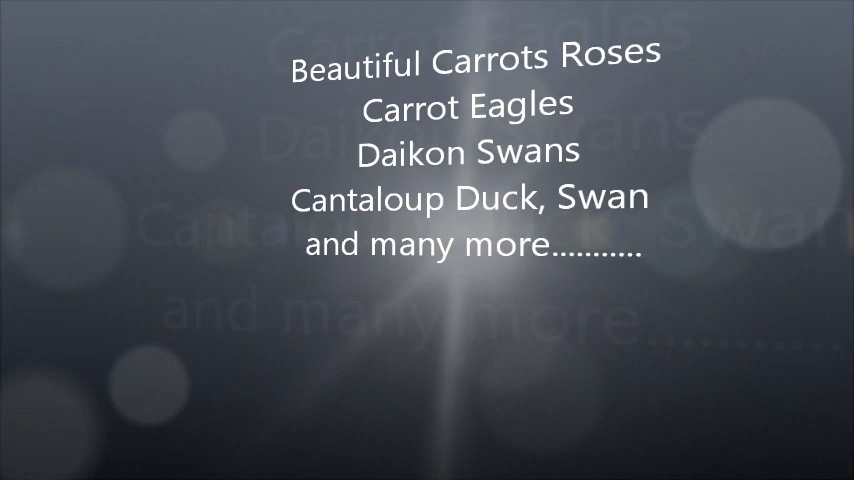 Beautiful Carrots Roses
Carrot Eagles
Daikon Swans
Cantaloup Duck, Swan
and many more...........